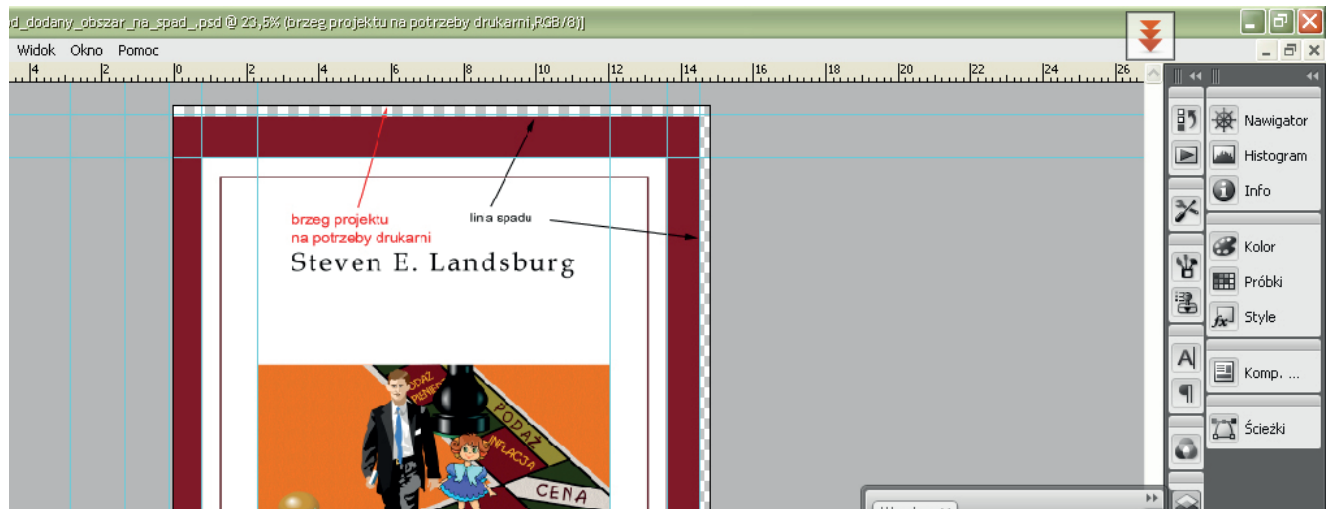 d_dodany_obszar_na_spad_.psd @ 23,5% (brzeg projektu na potrzeby drukarni,RGB/8)]
Widok Okno Pomoc
4 2 0 2 4 6 8 10 12 14 16 18 20 22 24 26
Nawigator
Histogram
Info
Kolor
Próbki
Style
Komp. ...
Ścieżki
brzeg projektu
na potrzeby drukarni
lina spadu
Steven E. Landsburg
PODAŻ
PODAŻ
INFLACJA
CENA